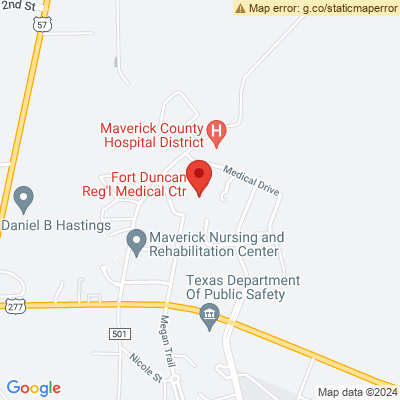 2nd St
Map error: g.co/staticmaperror
57
Maverick County
Hospital District
H
Medical Drive
Fort Duncan
Reg'l Medical Ctr
Daniel B Hastings
Maverick Nursing and
Rehabilitation Center
Texas Department
Of Public Safety
277
501
Megan Trail
Nicole St
Google
Map data ©2024